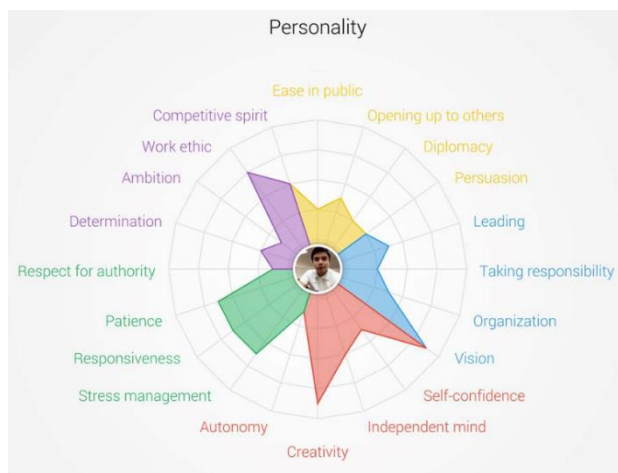 Personality
Ease in public
Competitive spirit
Opening up to others
Work ethic
Diplomacy
Ambition
Persuasion
Determination
Leading
Respect for authority
Taking responsibility
Patience
Organization
Responsiveness
Vision
Stress management
Self-confidence
Autonomy
Independent mind
Creativity